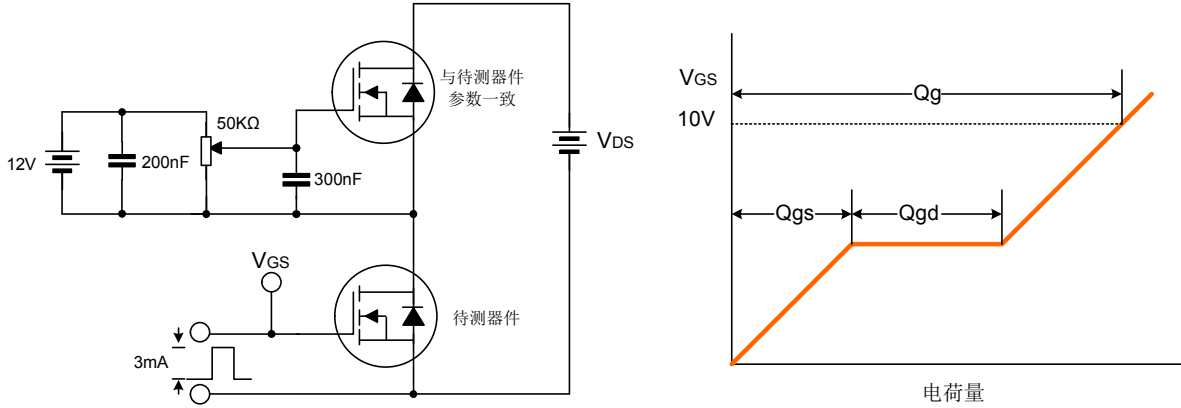 与待测器件
参数一致
50KΩ
12V
200nF
300nF
VDS
VGS
待测器件
3mA
VGS
Qg
10V
Qgs
Qgd
电荷量